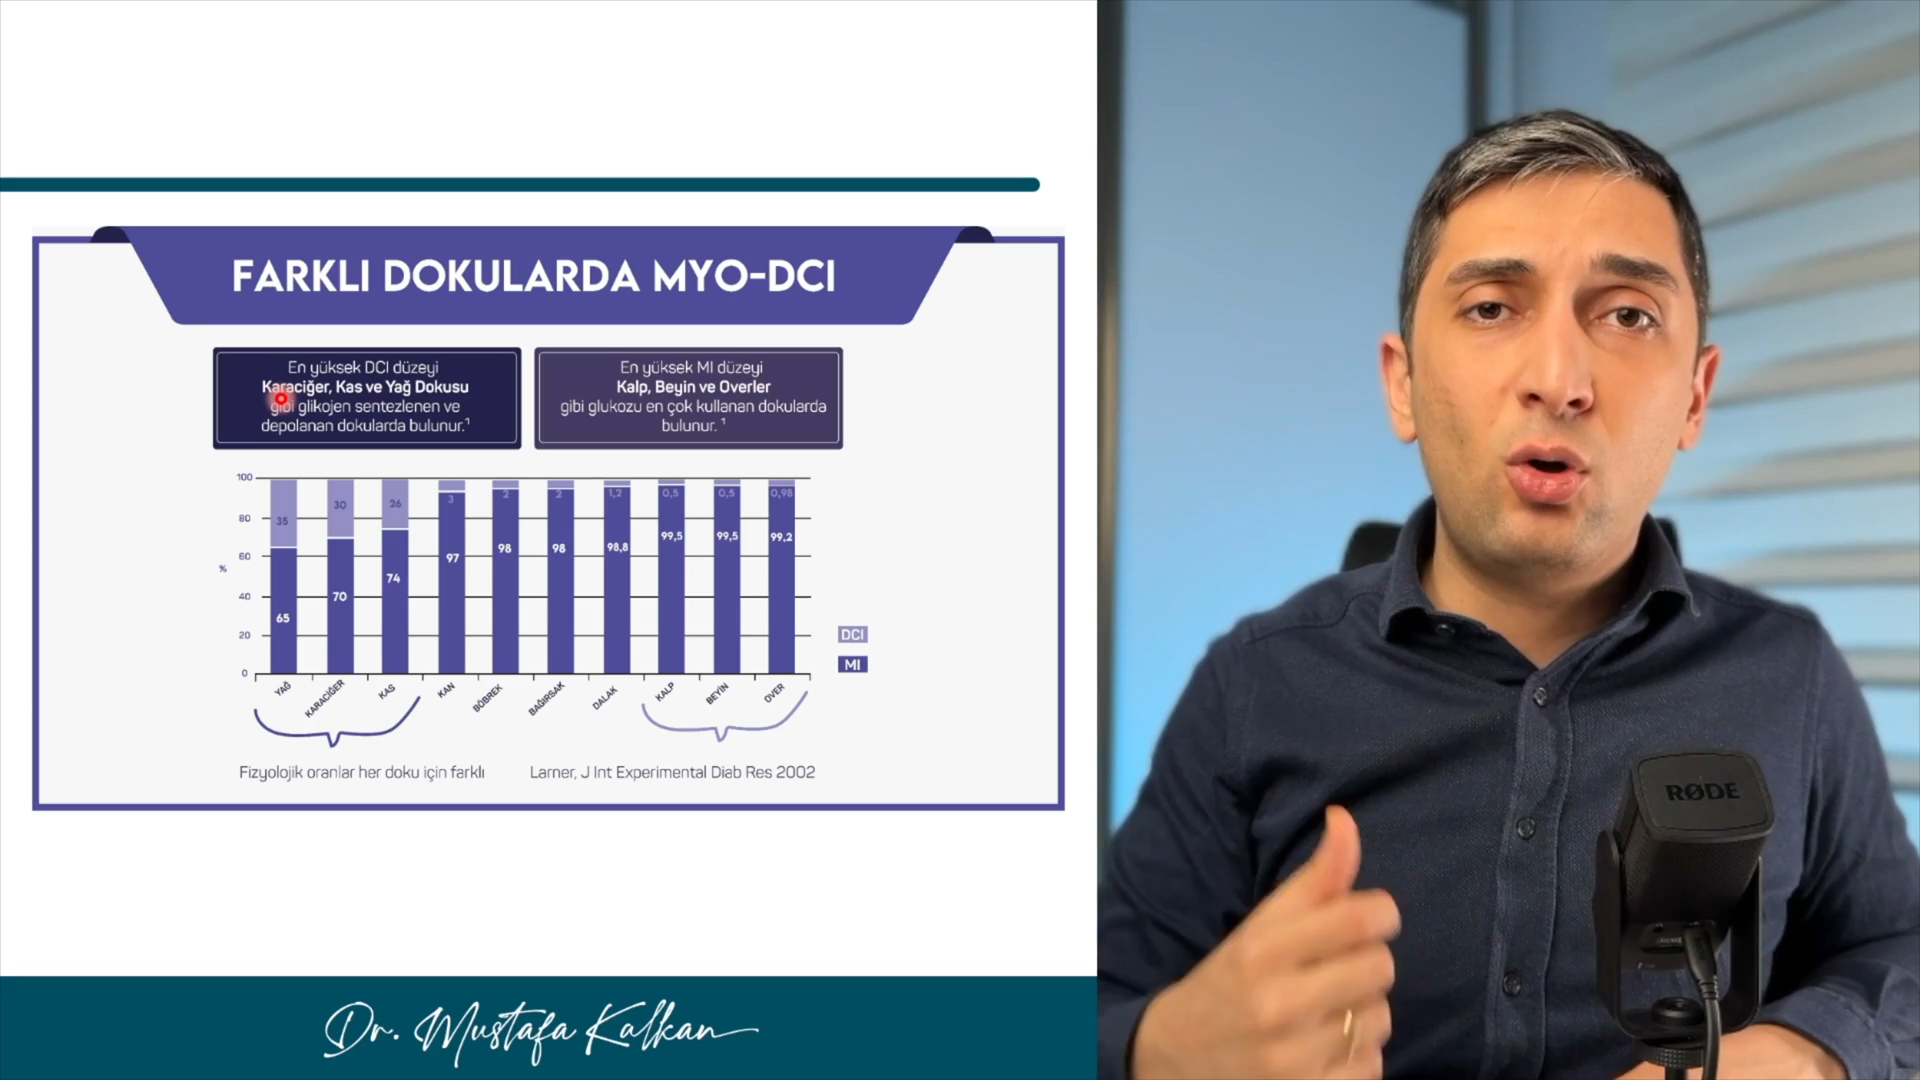 FARKLI DOKULARDA MYO-DCI
En yüksek DCI düzeyi
Karaciğer, Kas ve Yağ Dokusu
gibi glikojen sentezlenen ve
depolanan dokularda bulunur.¹
En yüksek MI düzeyi
Kalp, Beyin ve Overler
gibi glukozu en çok kullanan dokularda
bulunur. ¹
100
80
60
40
20
0
%
35
30
26
3
2
2
1,2
0,5
0,5
0,98
65
70
74
97
98
98
98,8
99,5
99,5
99,2
DCI
MI
YAĞ
KARACİĞER
KAS
KAN
BÖBREK
BAĞIRSAK
DALAK
KALP
BEYİN
OVER
Fizyolojik oranlar her doku için farklı
Larner, J Int Experimental Diab Res 2002
Dr. Mustafa Kalkan
RØDE